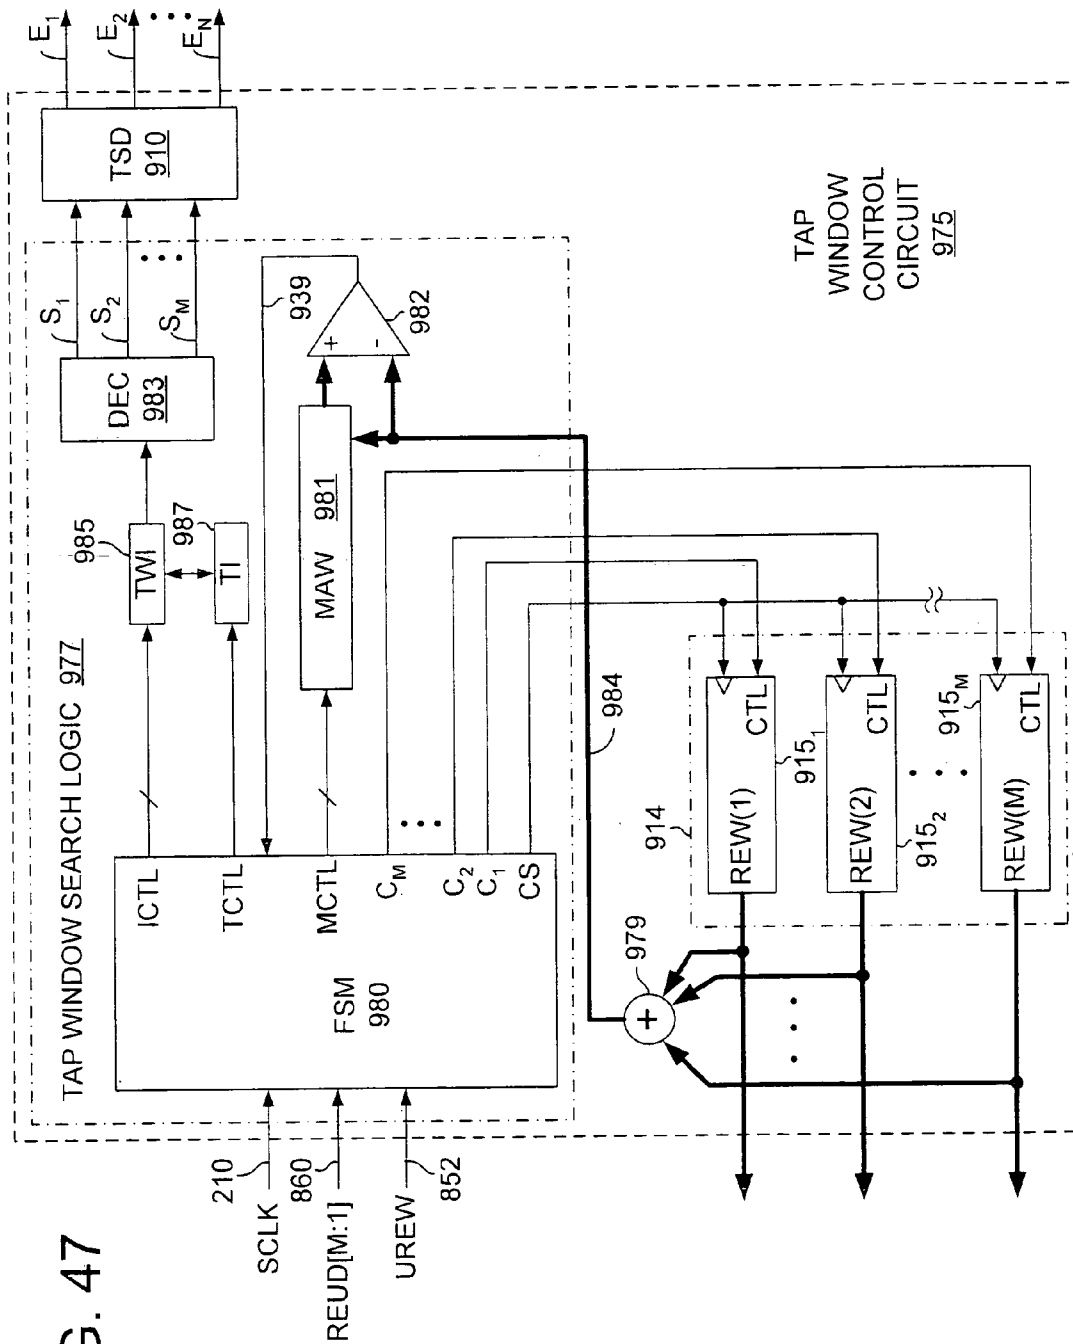 G. 47
TAP WINDOW SEARCH LOGIC 977
SCLK
210
REUD[M:1]
860
UREW
852
FSM
980
ICTL
TCTL
MCTL
CM
C2
C1
CS
TWI
985
TI
987
MAW 981
DEC
983
S1
S2
SM
TSD
910
E1
E2
EN
939
+
-
982
984
979
+
914
REW(1)
CTL
9151
REW(2)
CTL
9152
REW(M)
CTL
915M
TAP
WINDOW
CONTROL
CIRCUIT
975